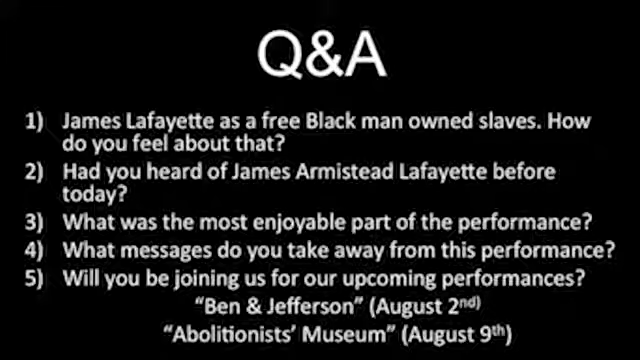 Q&A
1) James Lafayette as a free Black man owned slaves. How
do you feel about that?
2) Had you heard of James Armistead Lafayette before
today?
3) What was the most enjoyable part of the performance?
4) What messages do you take away from this performance?
5) Will you be joining us for our upcoming performances?
“Ben & Jefferson” (August 2nd)
“Abolitionists’ Museum” (August 9th)